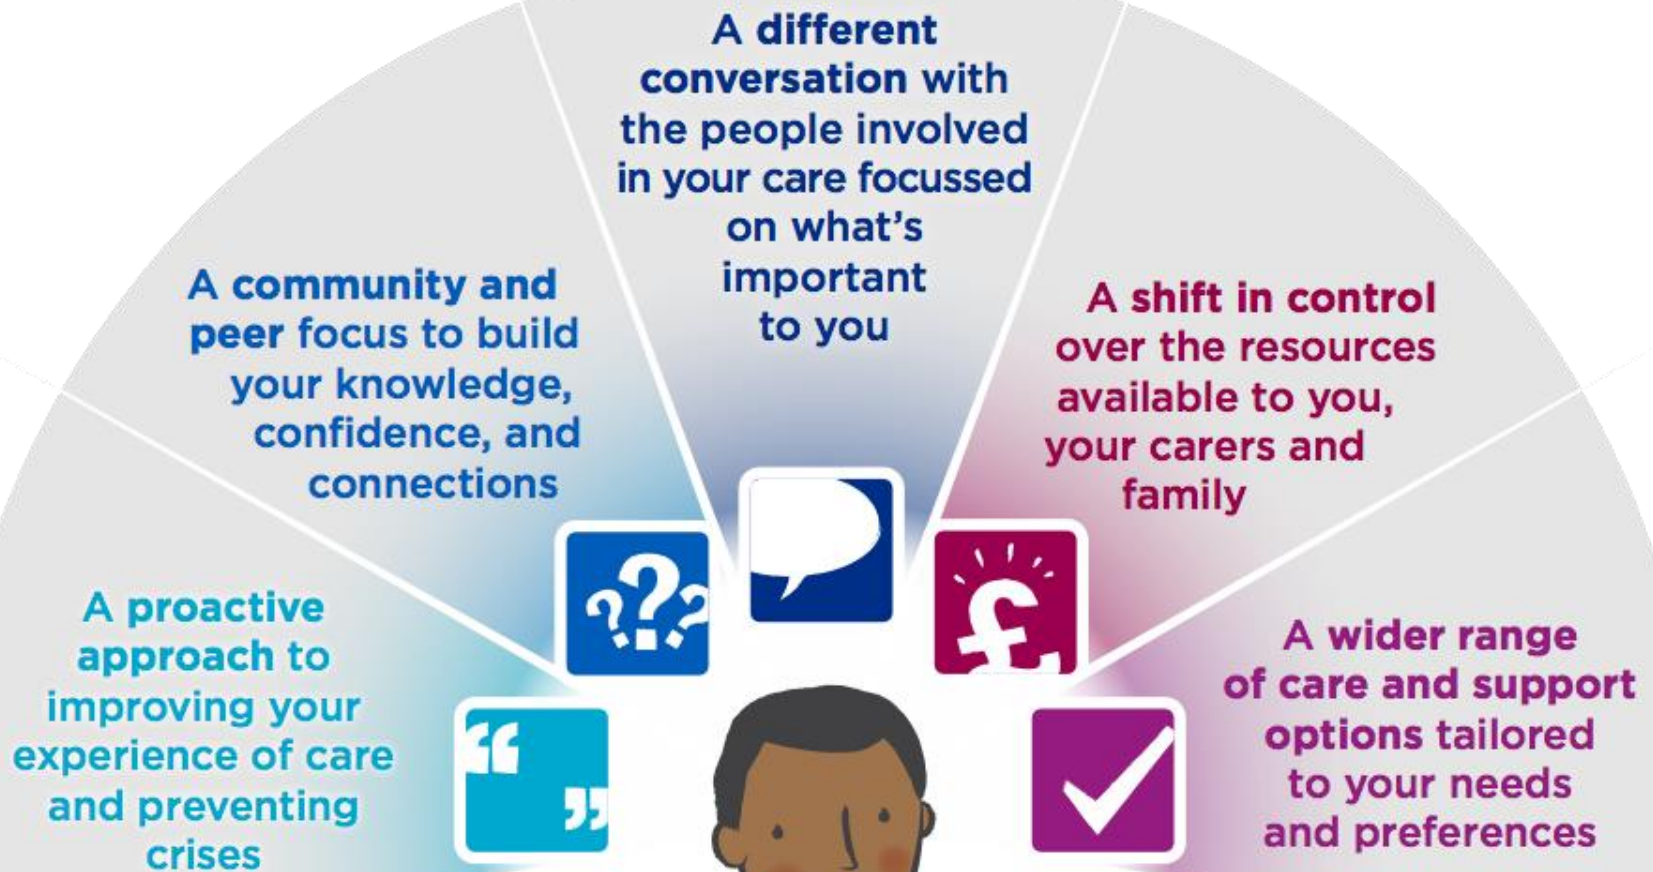 A proactive
approach to
improving your
experience of care
and preventing
crises
A community and
peer focus to build
your knowledge,
confidence, and
connections
???
A different
conversation with
the people involved
in your care focussed
on what's
important
to you
A shift in control
over the resources
available to you,
your carers and
family
£
A wider range
of care and support
options tailored
to your needs
and preferences